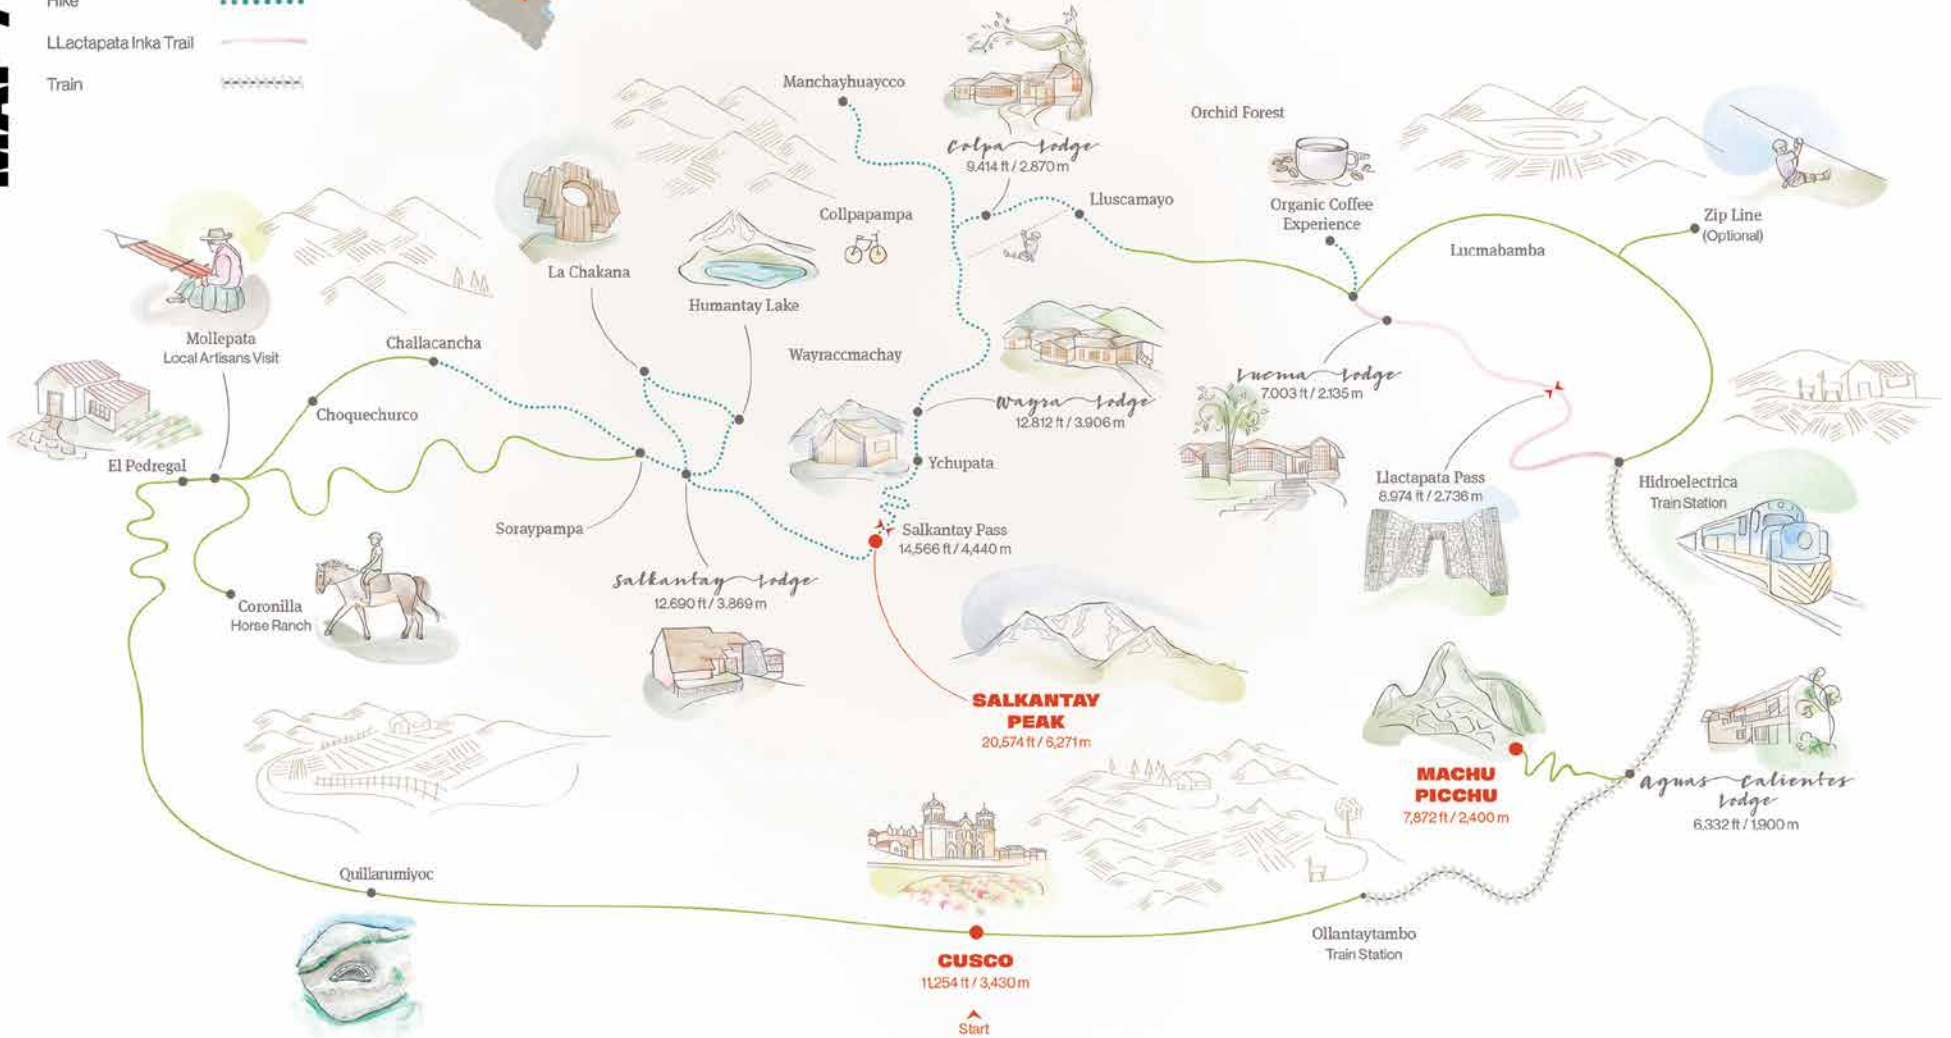 Hike
LLactapata Inka Trail
Train
Manchayhuaycco
Colpa Lodge
9.414 ft / 2.870 m
Orchid Forest
Organic Coffee
Experience
Lluscamayo
Collpapampa
La Chakana
Humantay Lake
Lucmabamba
Zip Line
(Optional)
Mollepata
Local Artisans Visit
Challacancha
Wayraccmachay
Wayra Lodge
12.812 ft / 3.906 m
Lucma Lodge
7.003 ft / 2.135 m
Choquechurco
El Pedregal
Ychupata
Llactapata Pass
8.974 ft / 2.736 m
Hidroelectrica
Train Station
Soraypampa
Salkantay Pass
14,566 ft / 4,440 m
Salkantay Lodge
12.690 ft / 3.869 m
Coronilla
Horse Ranch
SALKANTAY
PEAK
20,574 ft / 6,271 m
MACHU
PICCHU
7,872 ft / 2,400 m
Aguas Calientes
Lodge
6,332 ft / 1,900 m
Quillarumiyoc
Ollantaytambo
Train Station
CUSCO
11,254 ft / 3,430 m
Start